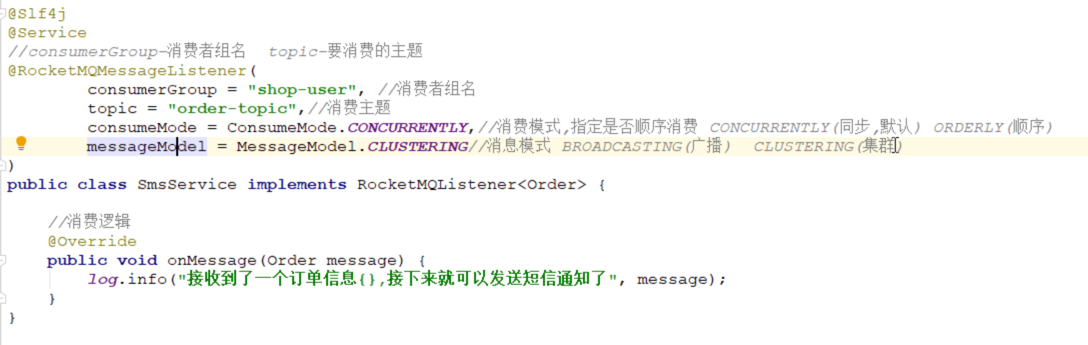 @Slf4j
@Service
//consumerGroup-消费者组名  topic-要消费的主题
@RocketMQMessageListener(
        consumerGroup = "shop-user", //消费者组名
        topic = "order-topic",//消费主题
        consumeMode = ConsumeMode.CONCURRENTLY,//消费模式,指定是否顺序消费 CONCURRENTLY(同步,默认) ORDERLY(顺序)
        messageModel = MessageModel.CLUSTERING//消息模式 BROADCASTING(广播)  CLUSTERING(集群)
)
public class SmsService implements RocketMQListener<Order> {
    //消费逻辑
    @Override
    public void onMessage(Order message) {
        log.info("接收到了一个订单信息{},接下来就可以发送短信通知了", message);
    }
}